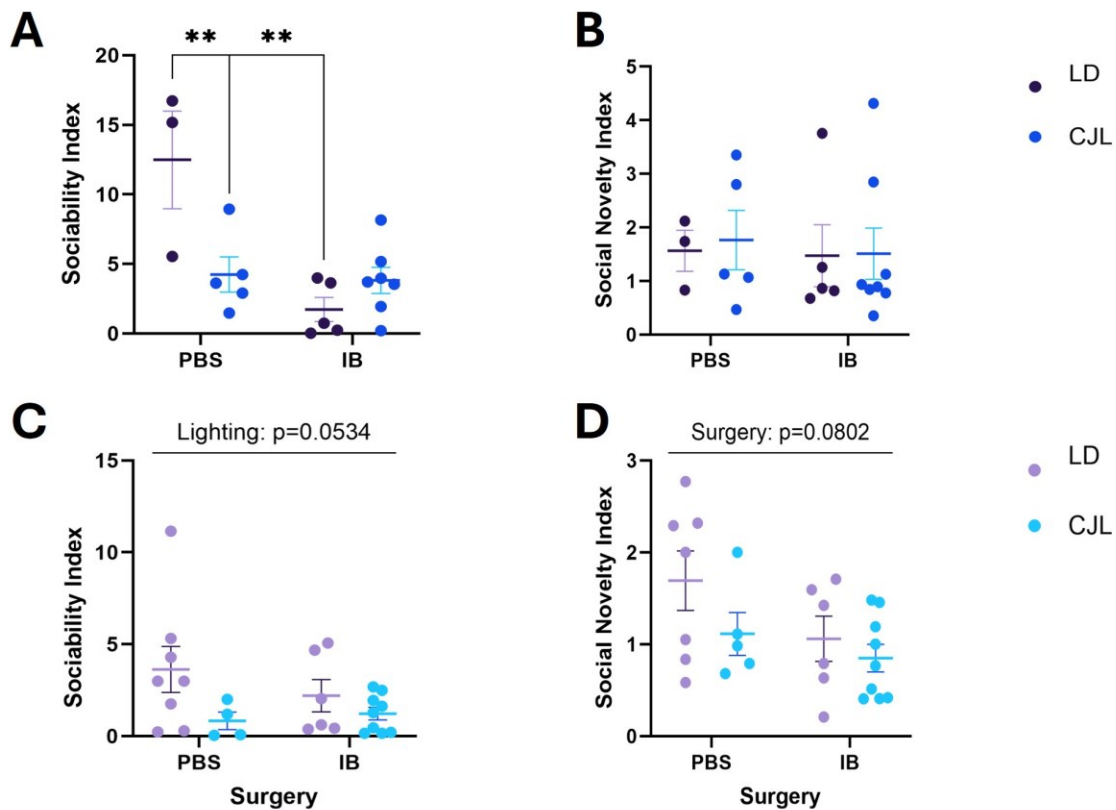 A
**
**
Sociability Index
20
15
10
5
0
PBS
IB
B
Social Novelty Index
5
4
3
2
1
0
PBS
IB
LD
CJL
C
Lighting: p=0.0534
Sociability Index
15
10
5
0
PBS
IB
Surgery
D
Surgery: p=0.0802
Social Novelty Index
3
2
1
0
PBS
IB
Surgery
LD
CJL